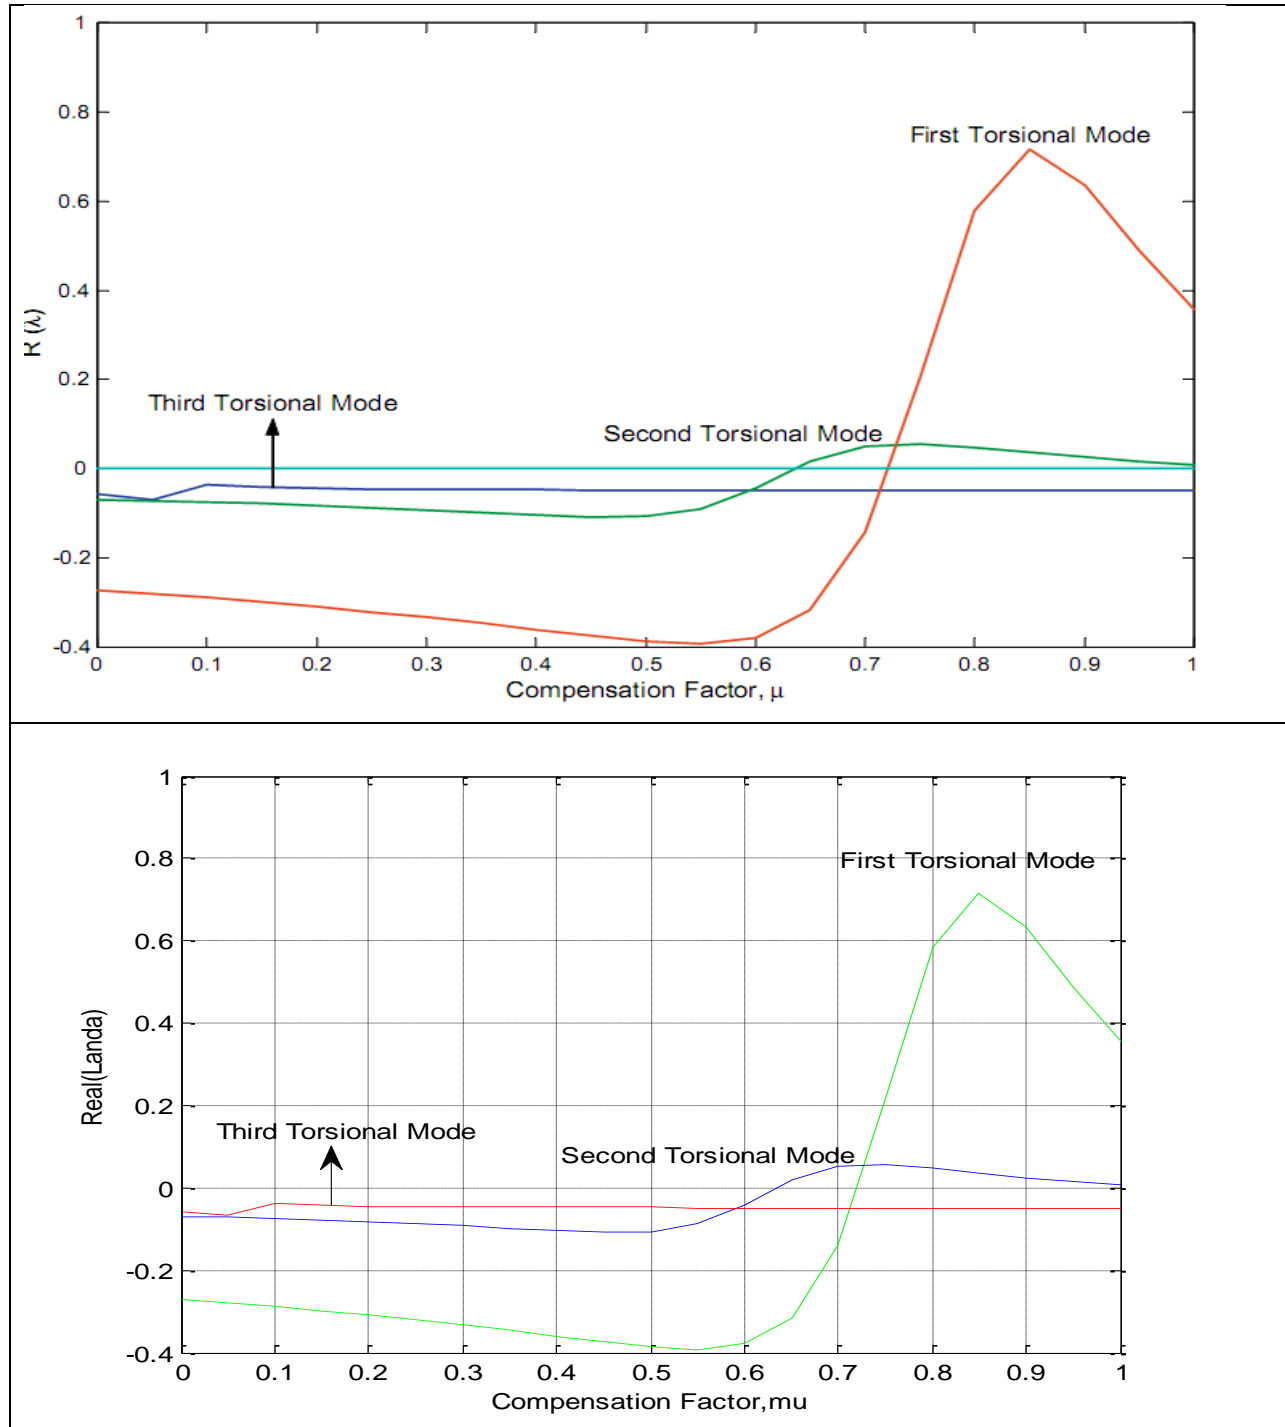 1
0.8
First Torsional Mode
0.6
0.4
R (λ)
0.2
Third Torsional Mode
Second Torsional Mode
0
-0.2
-0.4
0 0.1 0.2 0.3 0.4 0.5 0.6 0.7 0.8 0.9 1
Compensation Factor, μ
1
0.8
First Torsional Mode
0.6
0.4
Real(Landa)
0.2
Third Torsional Mode
Second Torsional Mode
0
-0.2
-0.4
0 0.1 0.2 0.3 0.4 0.5 0.6 0.7 0.8 0.9 1
Compensation Factor,mu